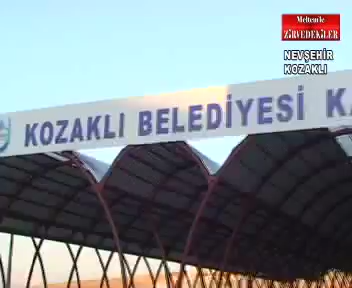 Meltem'le
ZİRVEDEKİLER
NEVŞEHİR
KOZAKLI
KOZAKLI BELEDİYESİ